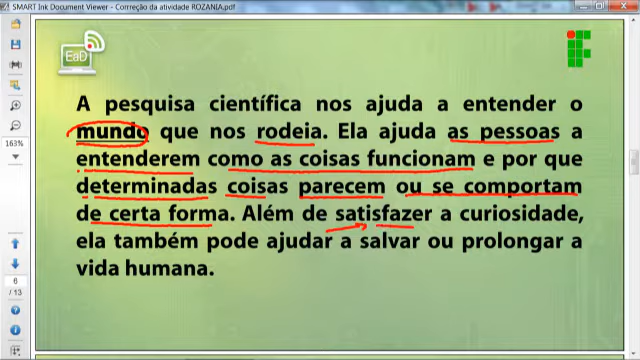 SMART Ink Document Viewer - Correção da atividade ROZANIA.pdf
EaD
A pesquisa científica nos ajuda a entender o
mundo que nos rodeia. Ela ajuda as pessoas a
entenderem como as coisas funcionam e por que
determinadas coisas parecem ou se comportam
de certa forma. Além de satisfazer a curiosidade,
ela também pode ajudar a salvar ou prolongar a
vida humana.
163%
6
/ 13